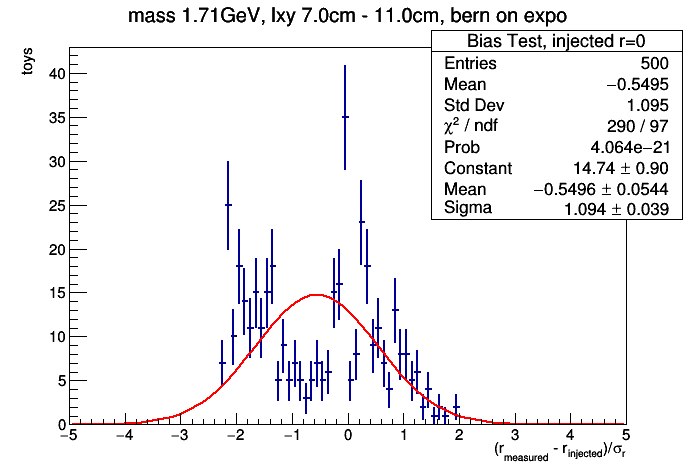 mass 1.71GeV, lxy 7.0cm - 11.0cm, bern on expo
Bias Test, injected r=0
Entries 500
Mean −0.5495
Std Dev 1.095
χ² / ndf 290 / 97
Prob 4.064e−21
Constant 14.74 ± 0.90
Mean −0.5496 ± 0.0544
Sigma 1.094 ± 0.039
toys
40
35
30
25
20
15
10
5
0
−5 −4 −3 −2 −1 0 1 2 3 4 5
(r_measured - r_injected)/σ_r